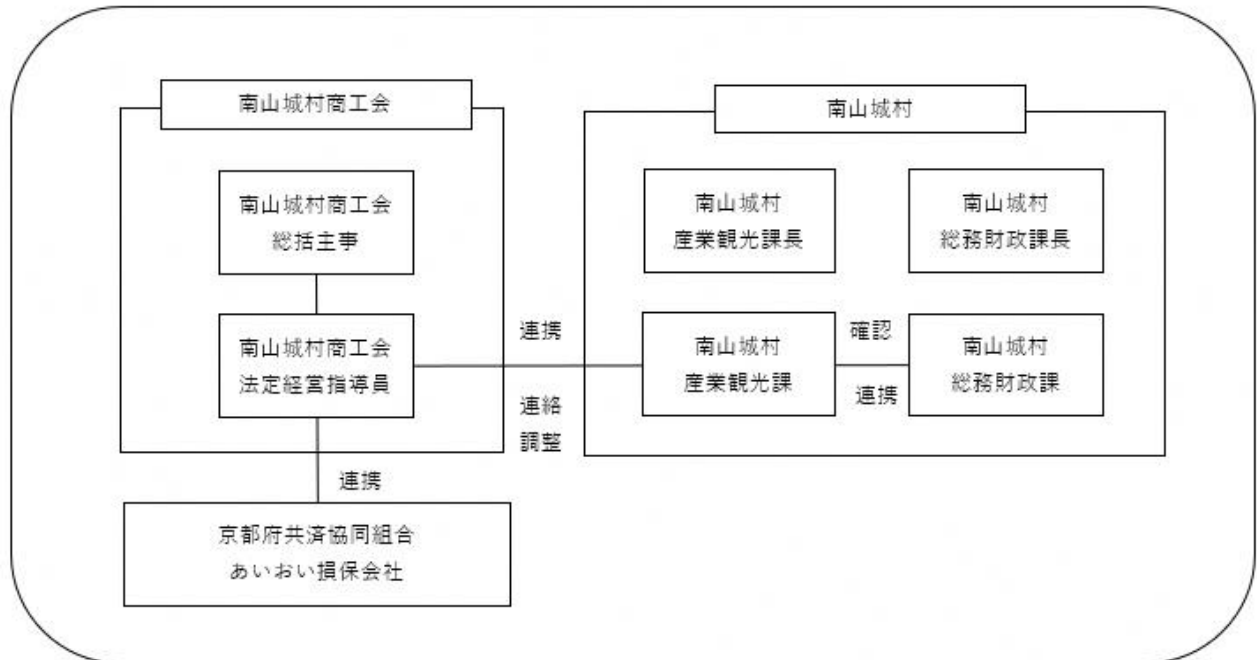 南山城村商工会
南山城村商工会
総括主事
南山城村商工会
法定経営指導員
連携
連絡
調整
連携
京都府共済協同組合
あいおい損保会社
南山城村
南山城村
産業観光課長
南山城村
総務財政課長
南山城村
産業観光課
確認
連携
南山城村
総務財政課